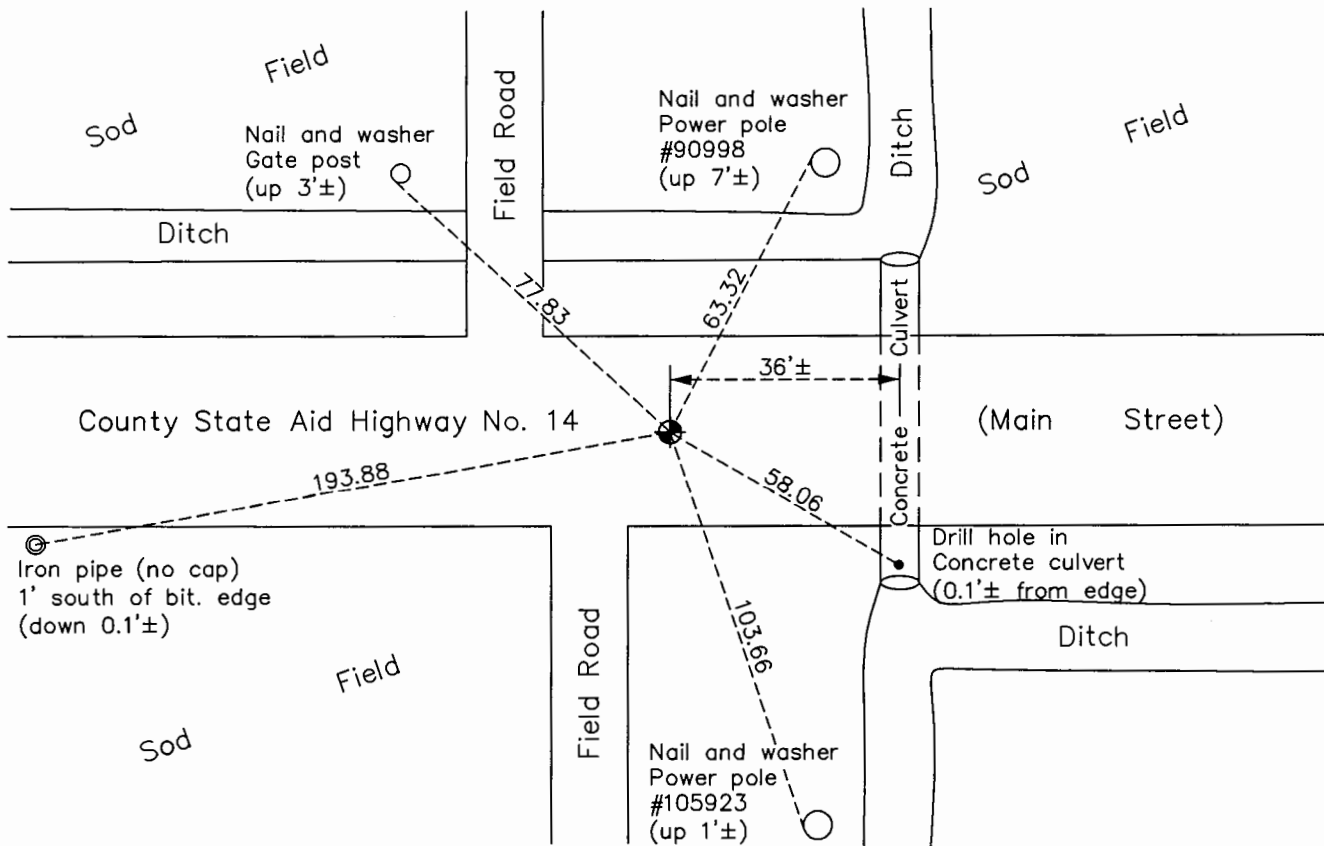 Sod Field
Nail and washer
Gate post
(up 3'±)
Field Road
Nail and washer
Power pole
#90998
(up 7'±)
Ditch
Sod Field
Ditch
77.83
63.32
36'±
Concrete Culvert
County State Aid Highway No. 14
(Main Street)
193.88
58.06
Iron pipe (no cap)
1' south of bit. edge
(down 0.1'±)
Drill hole in
Concrete culvert
(0.1'± from edge)
103.66
Ditch
Sod Field
Field Road
Nail and washer
Power pole
#105923
(up 1'±)